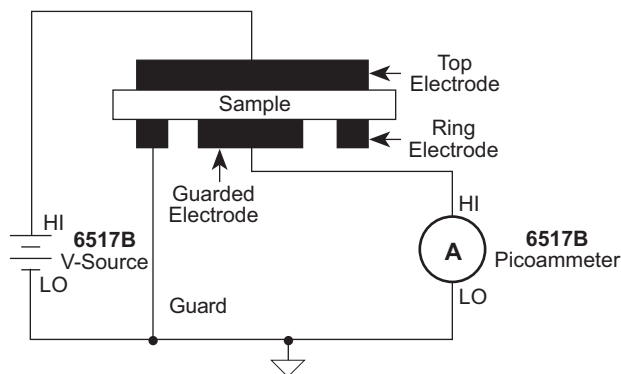 Top
Electrode
Sample
Ring
Electrode
Guarded
Electrode
HI
6517B
V-Source
LO
Guard
HI
A
6517B
Picoammeter
LO